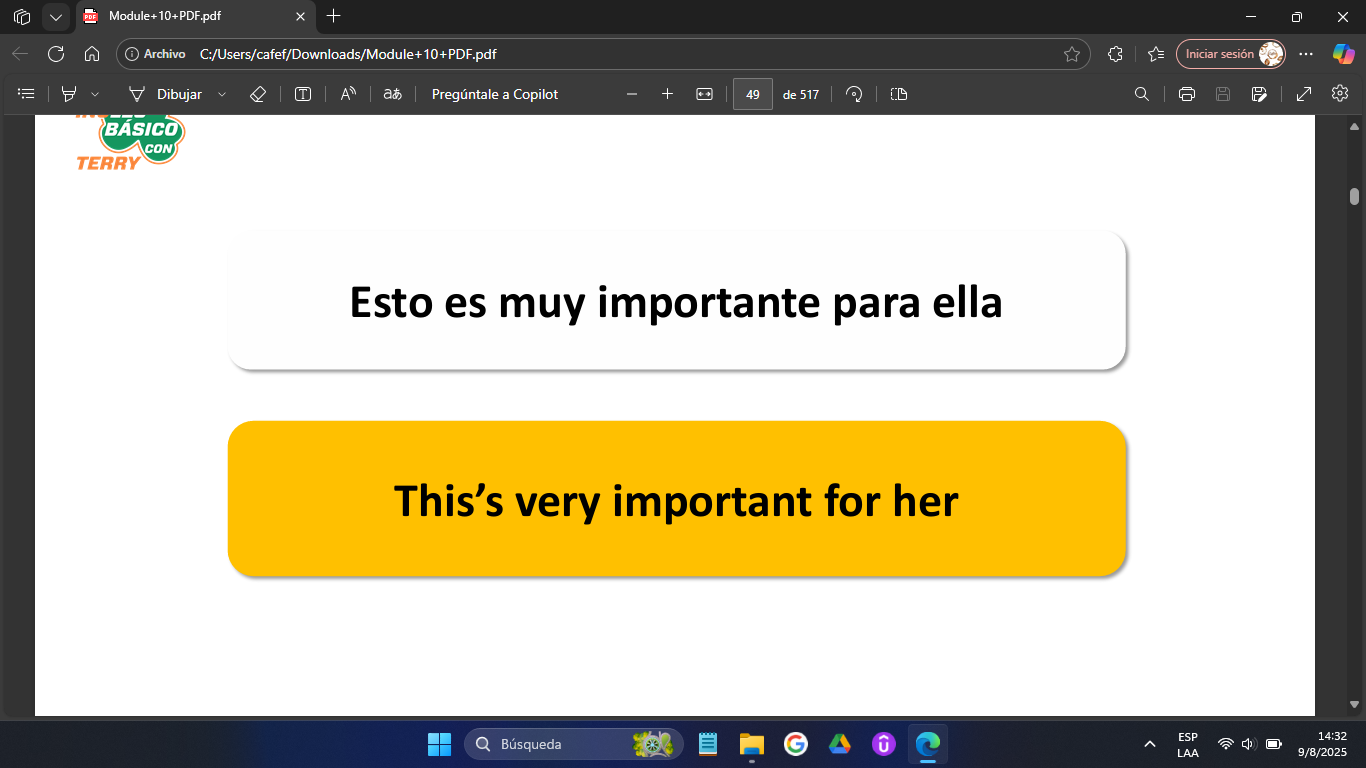 Module+10+PDF.pdf
Archivo C:/Users/cafef/Downloads/Module+10+PDF.pdf Iniciar sesión
Dibujar Pregúntale a Copilot 49 de 517
BÁSICO
CON
TERRY
Esto es muy importante para ella
This’s very important for her
Búsqueda
ESP
LAA
14:32
9/8/2025